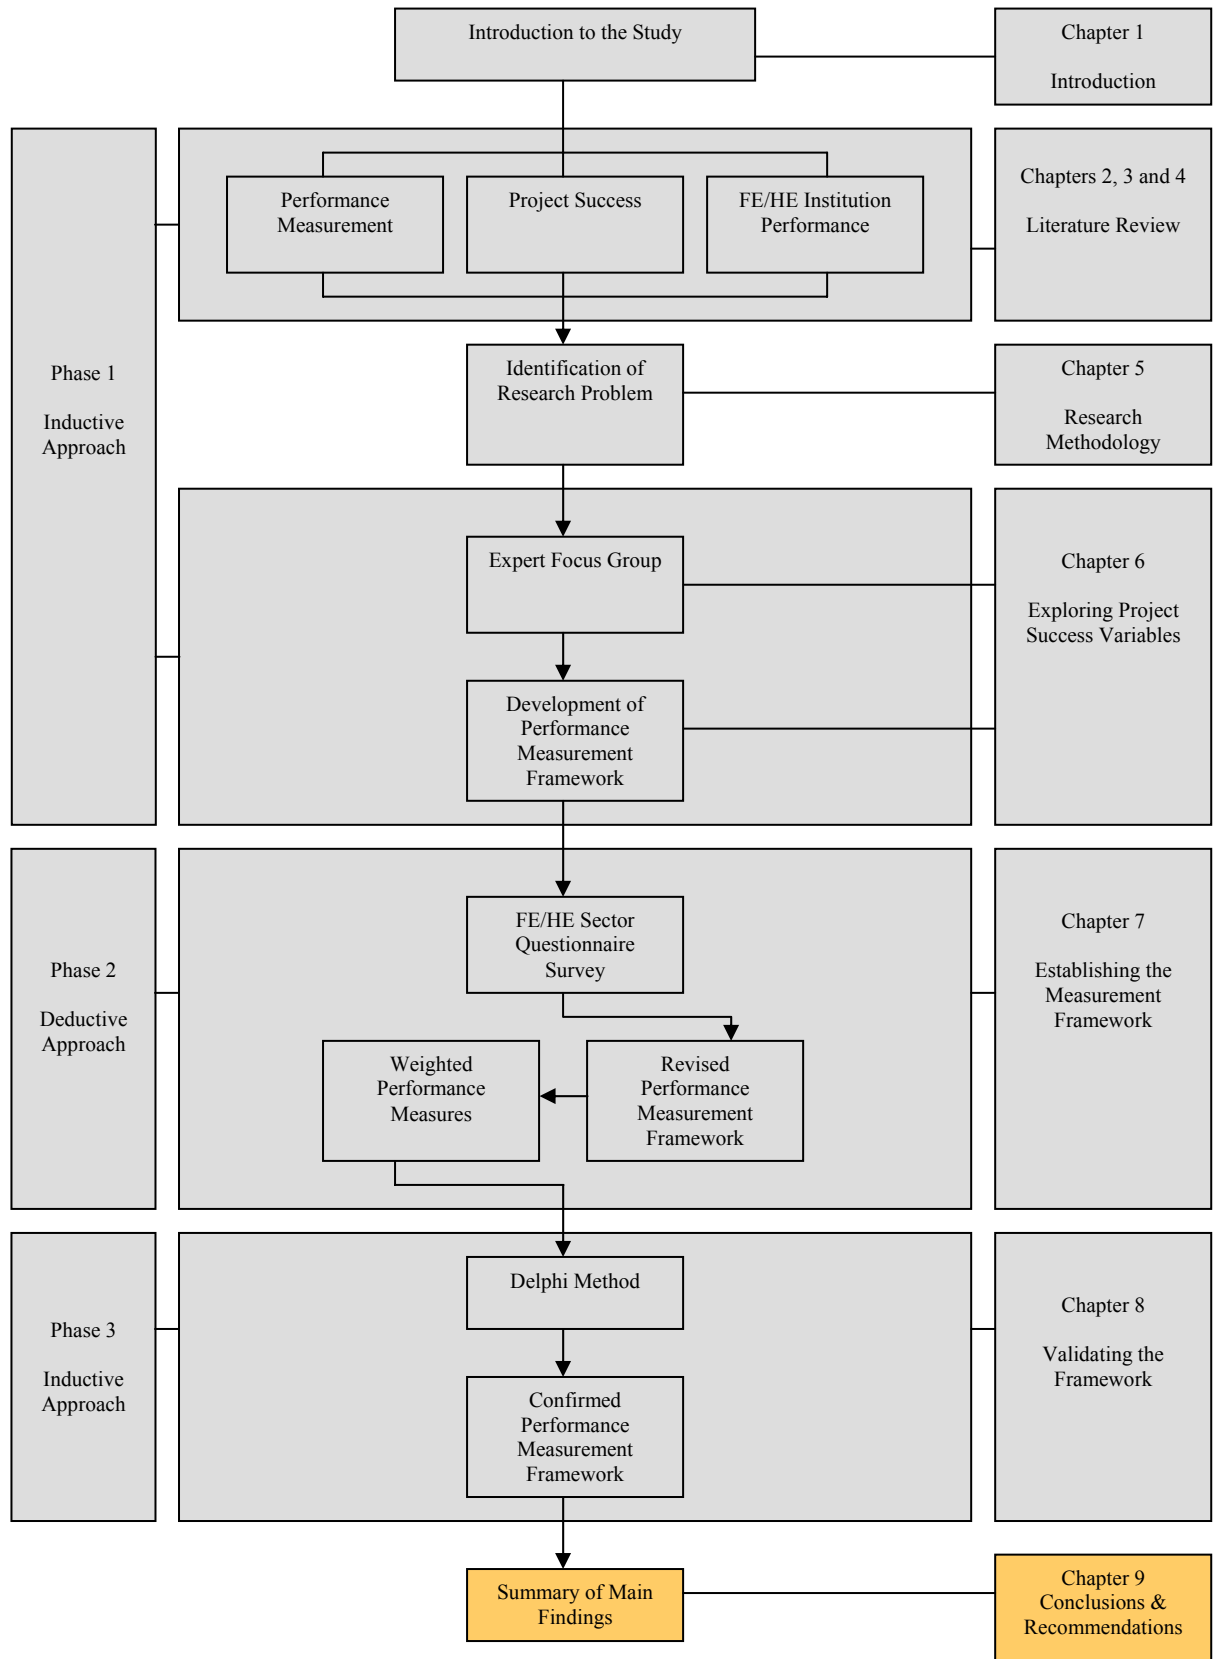 Introduction to the Study
Chapter 1
Introduction
Performance
Measurement
Project Success
FE/HE Institution
Performance
Chapters 2, 3 and 4
Literature Review
Phase 1
Inductive
Approach
Identification of
Research Problem
Chapter 5
Research
Methodology
Expert Focus Group
Chapter 6
Exploring Project
Success Variables
Development of
Performance
Measurement
Framework
Phase 2
Deductive
Approach
FE/HE Sector
Questionnaire
Survey
Chapter 7
Establishing the
Measurement
Framework
Weighted
Performance
Measures
Revised
Performance
Measurement
Framework
Phase 3
Inductive
Approach
Delphi Method
Chapter 8
Validating the
Framework
Confirmed
Performance
Measurement
Framework
Summary of Main
Findings
Chapter 9
Conclusions &
Recommendations